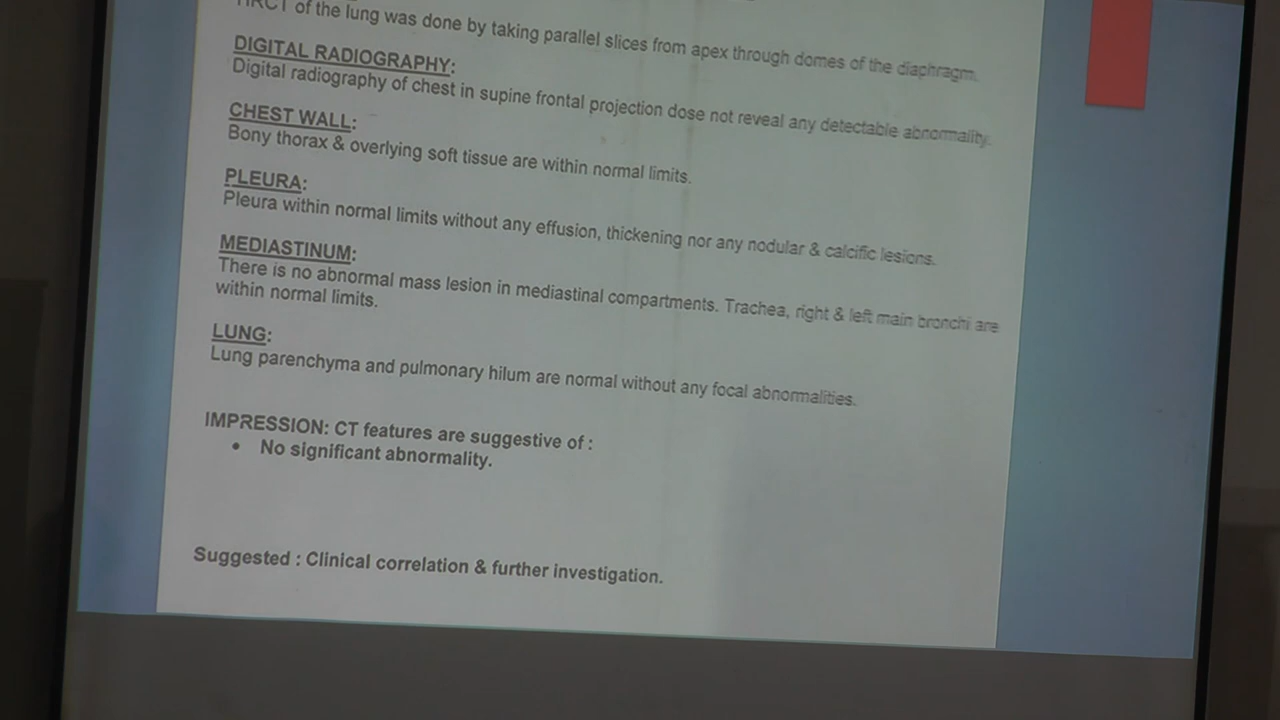 HRCT of the lung was done by taking parallel slices from apex through domes of the diaphragm.
DIGITAL RADIOGRAPHY:
Digital radiography of chest in supine frontal projection dose not reveal any detectable abnormality.
CHEST WALL:
Bony thorax & overlying soft tissue are within normal limits.
PLEURA:
Pleura within normal limits without any effusion, thickening nor any nodular & calcific lesions.
MEDIASTINUM:
There is no abnormal mass lesion in mediastinal compartments. Trachea, right & left main bronchi are
within normal limits.
LUNG:
Lung parenchyma and pulmonary hilum are normal without any focal abnormalities.
IMPRESSION: CT features are suggestive of :
• No significant abnormality.
Suggested : Clinical correlation & further investigation.